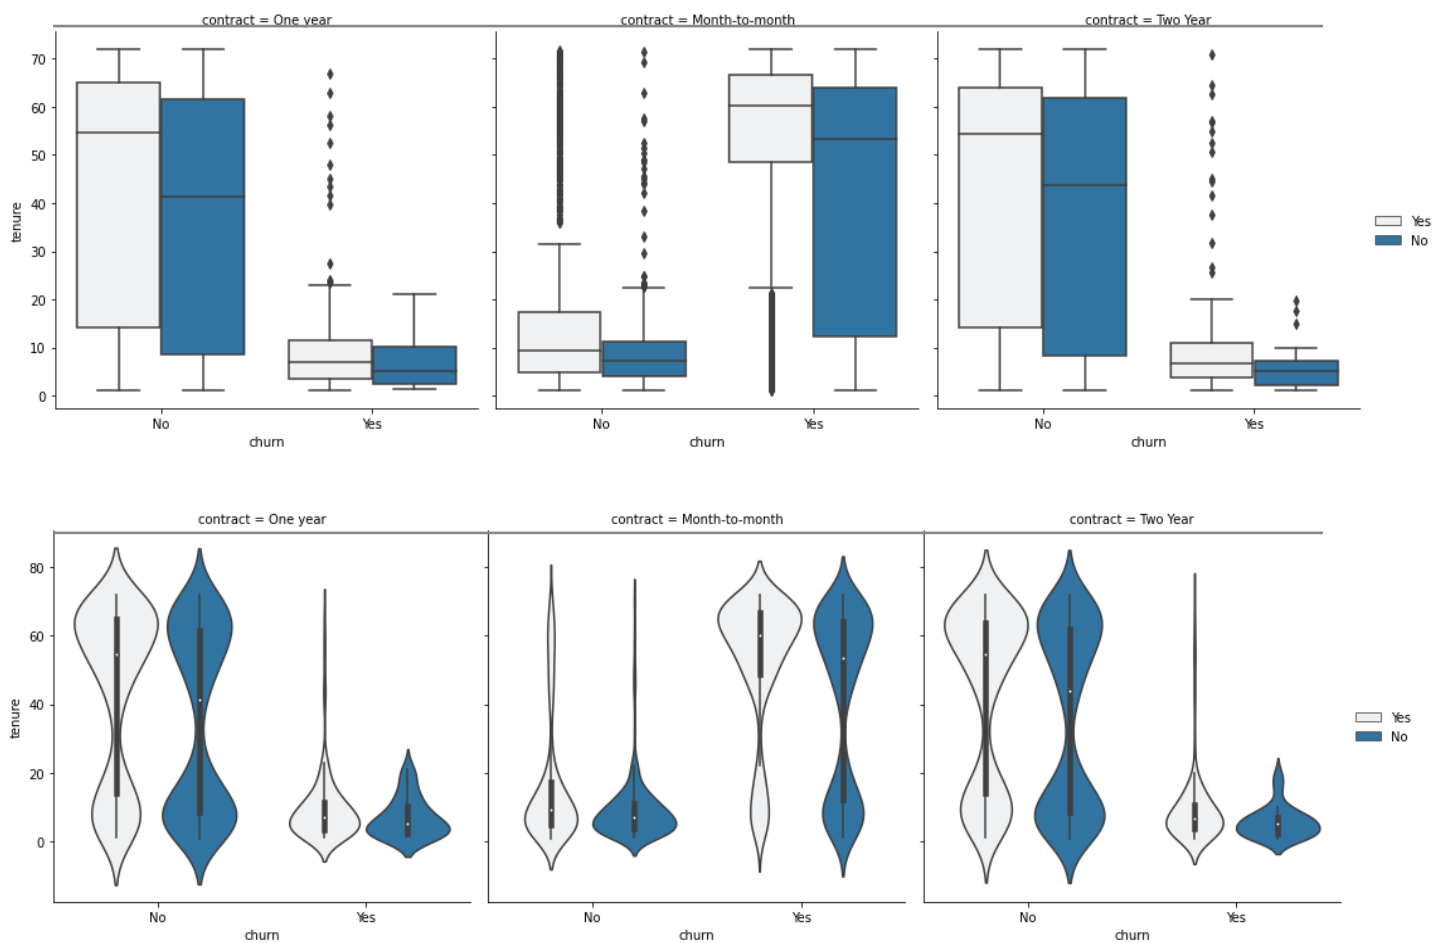 contract = One year
contract = Month-to-month
contract = Two Year
70
60
50
40
30
20
10
0
tenure
No
Yes
churn
No
Yes
churn
No
Yes
churn
Yes
No
contract = One year
contract = Month-to-month
contract = Two Year
80
60
40
20
0
tenure
No
Yes
churn
No
Yes
churn
No
Yes
churn
Yes
No